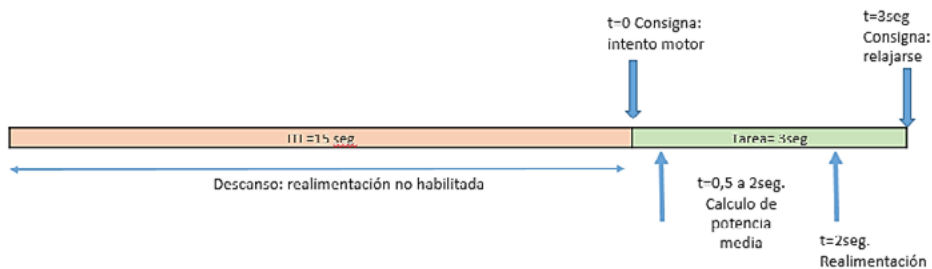 t=0 Consigna:
intento motor
t=3seg
Consigna:
relajarse
ITI =15 seg
Tarea= 3seg
Descanso: realimentación no habilitada
t=0,5 a 2seg.
Calculo de
potencia
media
t=2seg.
Realimentación